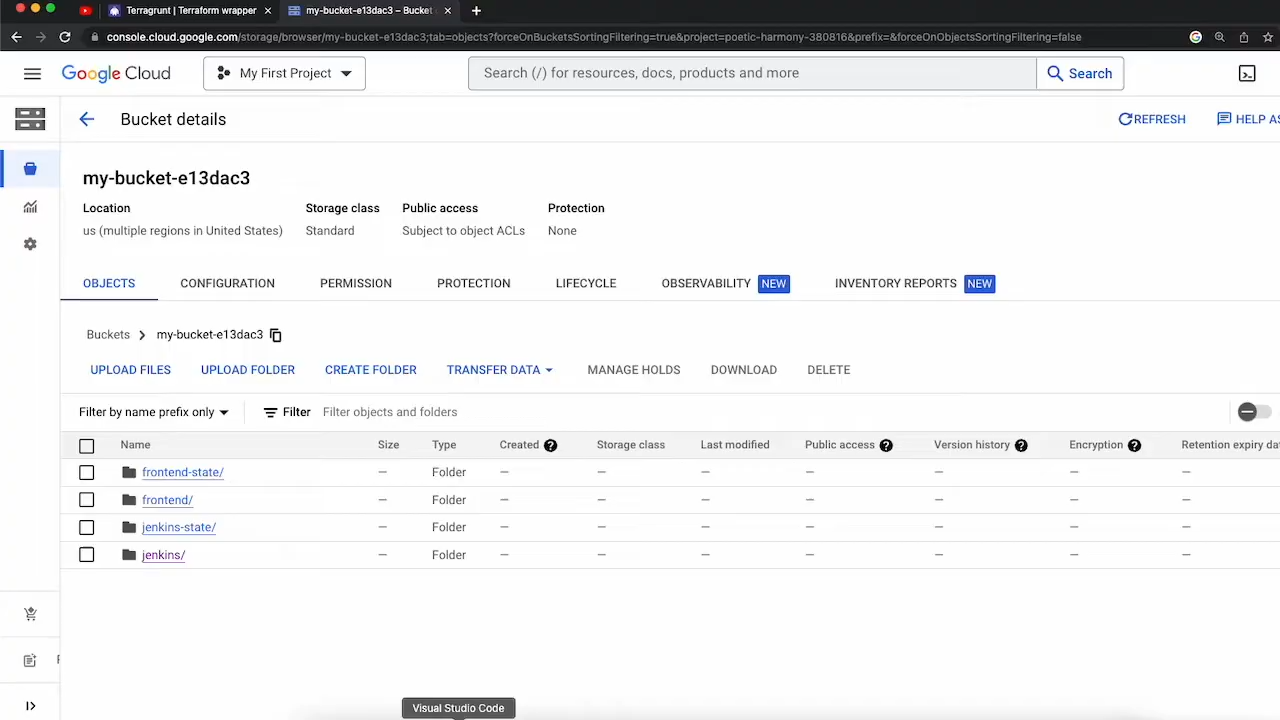 Terragrunt | Terraform wrapper
my-bucket-e13dac3 – Bucket
console.cloud.google.com/storage/browser/my-bucket-e13dac3;tab=objects?forceOnBucketsSortingFiltering=true&project=poetic-harmony-380816&prefix=&forceOnObjectsSortingFiltering=false
Google Cloud
My First Project
Search (/) for resources, docs, products and more
Search
Bucket details
REFRESH
HELP AS
my-bucket-e13dac3
Location Storage class Public access Protection
us (multiple regions in United States) Standard Subject to object ACLs None
OBJECTS CONFIGURATION PERMISSION PROTECTION LIFECYCLE OBSERVABILITY NEW INVENTORY REPORTS NEW
Buckets my-bucket-e13dac3
UPLOAD FILES UPLOAD FOLDER CREATE FOLDER TRANSFER DATA MANAGE HOLDS DOWNLOAD DELETE
Filter by name prefix only Filter Filter objects and folders
Name Size Type Created Storage class Last modified Public access Version history Encryption Retention expiry da
frontend-state/ — Folder — — — — — — —
frontend/ — Folder — — — — — — —
jenkins-state/ — Folder — — — — — — —
jenkins/ — Folder — — — — — — —
Visual Studio Code